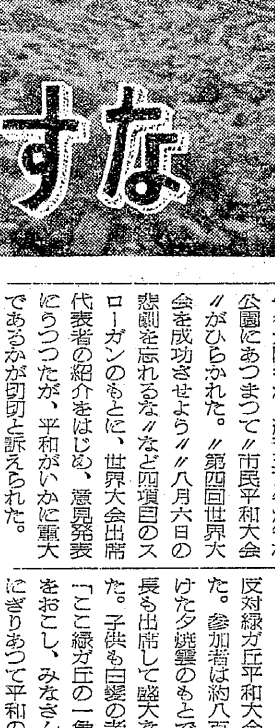 すな
公園にあつまつて〃市民平和大会
〃がひらかれた。〃第四回世界大
会を成功させよう〃〃八月六日の
悲劇を忘れるな〃など四項目のス
ローガンのもとに、世界大会出席
代表者の紹介をはじめ、意見発表
にうつつたが、平和がいかに重大
であるかが切切と訴えられた。
反対緑ガ丘平和大会
た。参加者は約八百
けた夕焼雲のもとで
長も出席して盛大な
た。子供も日雇の者
「ここ緑ガ丘の一角
をおこし、みなさん
にぎりあつて平和の